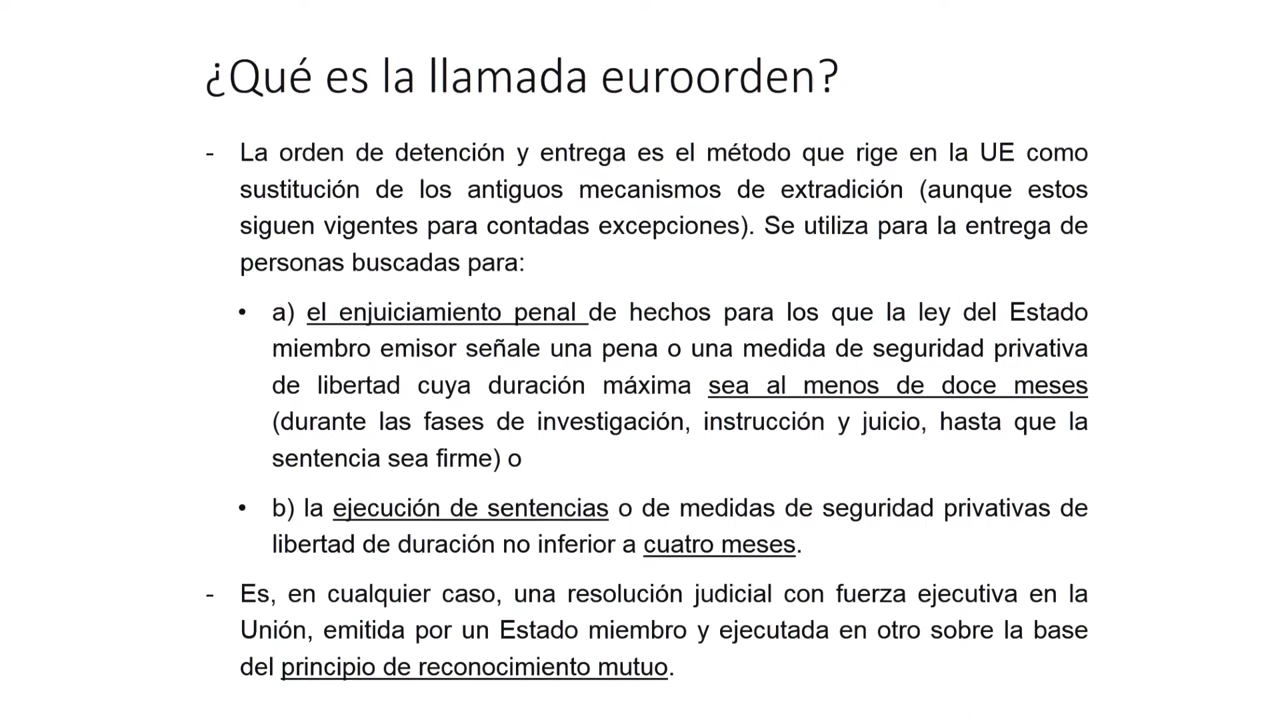 ¿Qué es la llamada euroorden?
- La orden de detención y entrega es el método que rige en la UE como
sustitución de los antiguos mecanismos de extradición (aunque estos
siguen vigentes para contadas excepciones). Se utiliza para la entrega de
personas buscadas para:
• a) el enjuiciamiento penal de hechos para los que la ley del Estado
miembro emisor señale una pena o una medida de seguridad privativa
de libertad cuya duración máxima sea al menos de doce meses
(durante las fases de investigación, instrucción y juicio, hasta que la
sentencia sea firme) o
• b) la ejecución de sentencias o de medidas de seguridad privativas de
libertad de duración no inferior a cuatro meses.
- Es, en cualquier caso, una resolución judicial con fuerza ejecutiva en la
Unión, emitida por un Estado miembro y ejecutada en otro sobre la base
del principio de reconocimiento mutuo.